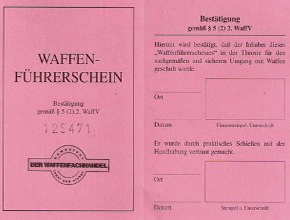 WAFFEN-
FÜHRERSCHEIN
Bestätigung
gemäß § 5 (2) 2. WaffV
125471
DER WAFFENFACHHANDEL
Bestätigung
gemäß § 5 (2) 2. WaffV
Hiermit wird bestätigt, daß der Inhaber dieses
„Waffenführerscheines" in der Theorie für den
sachgemäßen und sicheren Umgang mit Waffen
geschult wurde.
Ort
Datum
Firmenstempel, Unterschrift
Er wurde durch praktisches Schießen mit der
Handhabung vertraut gemacht.
Ort
Datum
Stempel u. Unterschrift